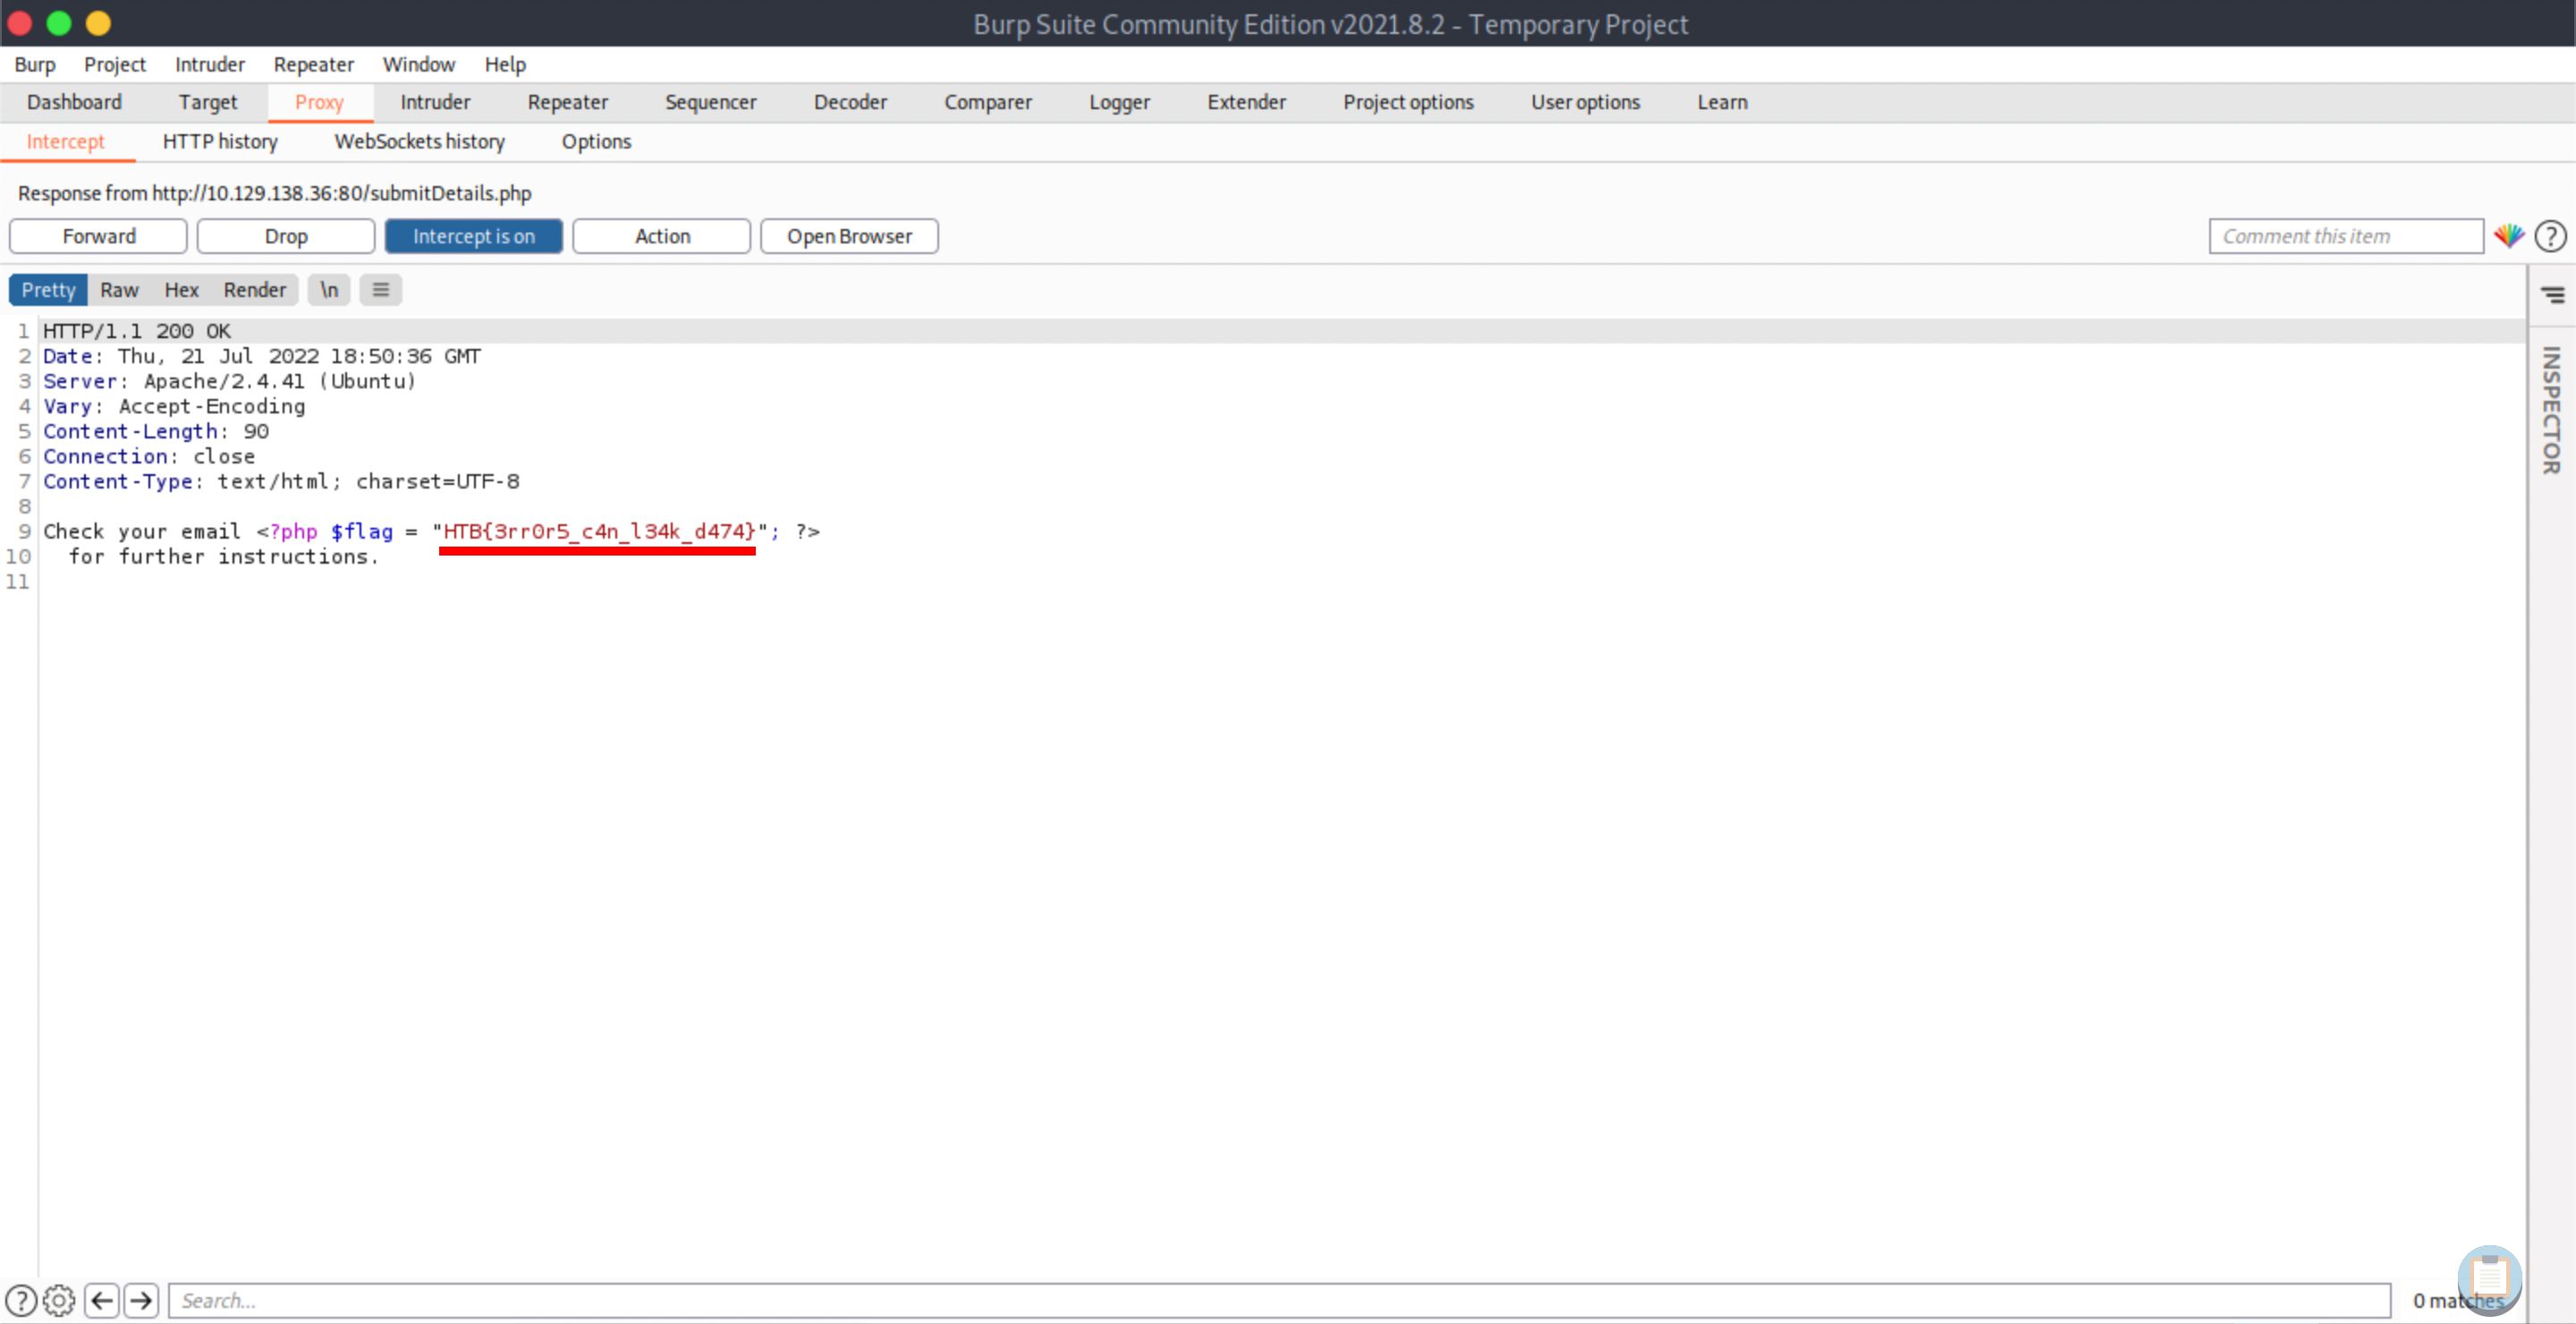 Burp Suite Community Edition v2021.8.2 - Temporary Project
Burp Project Intruder Repeater Window Help
Dashboard Target Proxy Intruder Repeater Sequencer Decoder Comparer Logger Extender Project options User options Learn
Intercept HTTP history WebSockets history Options
Response from http://10.129.138.36:80/submitDetails.php
Forward Drop Intercept is on Action Open Browser Comment this item ?
Pretty Raw Hex Render \n
INSPECTOR
1 HTTP/1.1 200 OK
2 Date: Thu, 21 Jul 2022 18:50:36 GMT
3 Server: Apache/2.4.41 (Ubuntu)
4 Vary: Accept-Encoding
5 Content-Length: 90
6 Connection: close
7 Content-Type: text/html; charset=UTF-8
8
9 Check your email <?php $flag = "HTB{3rr0r5_c4n_l34k_d474}"; ?>
10 for further instructions.
11
? Search... 0 matches